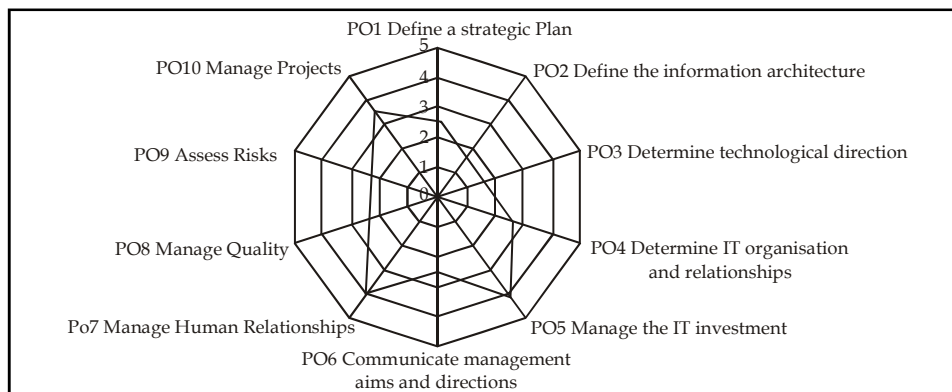 PO1 Define a strategic Plan
5
PO10 Manage Projects
PO2 Define the information architecture
4
3
PO9 Assess Risks
2
PO3 Determine technological direction
1
0
PO8 Manage Quality
PO4 Determine IT organisation
and relationships
Po7 Manage Human Relationships
PO5 Manage the IT investment
PO6 Communicate management
aims and directions